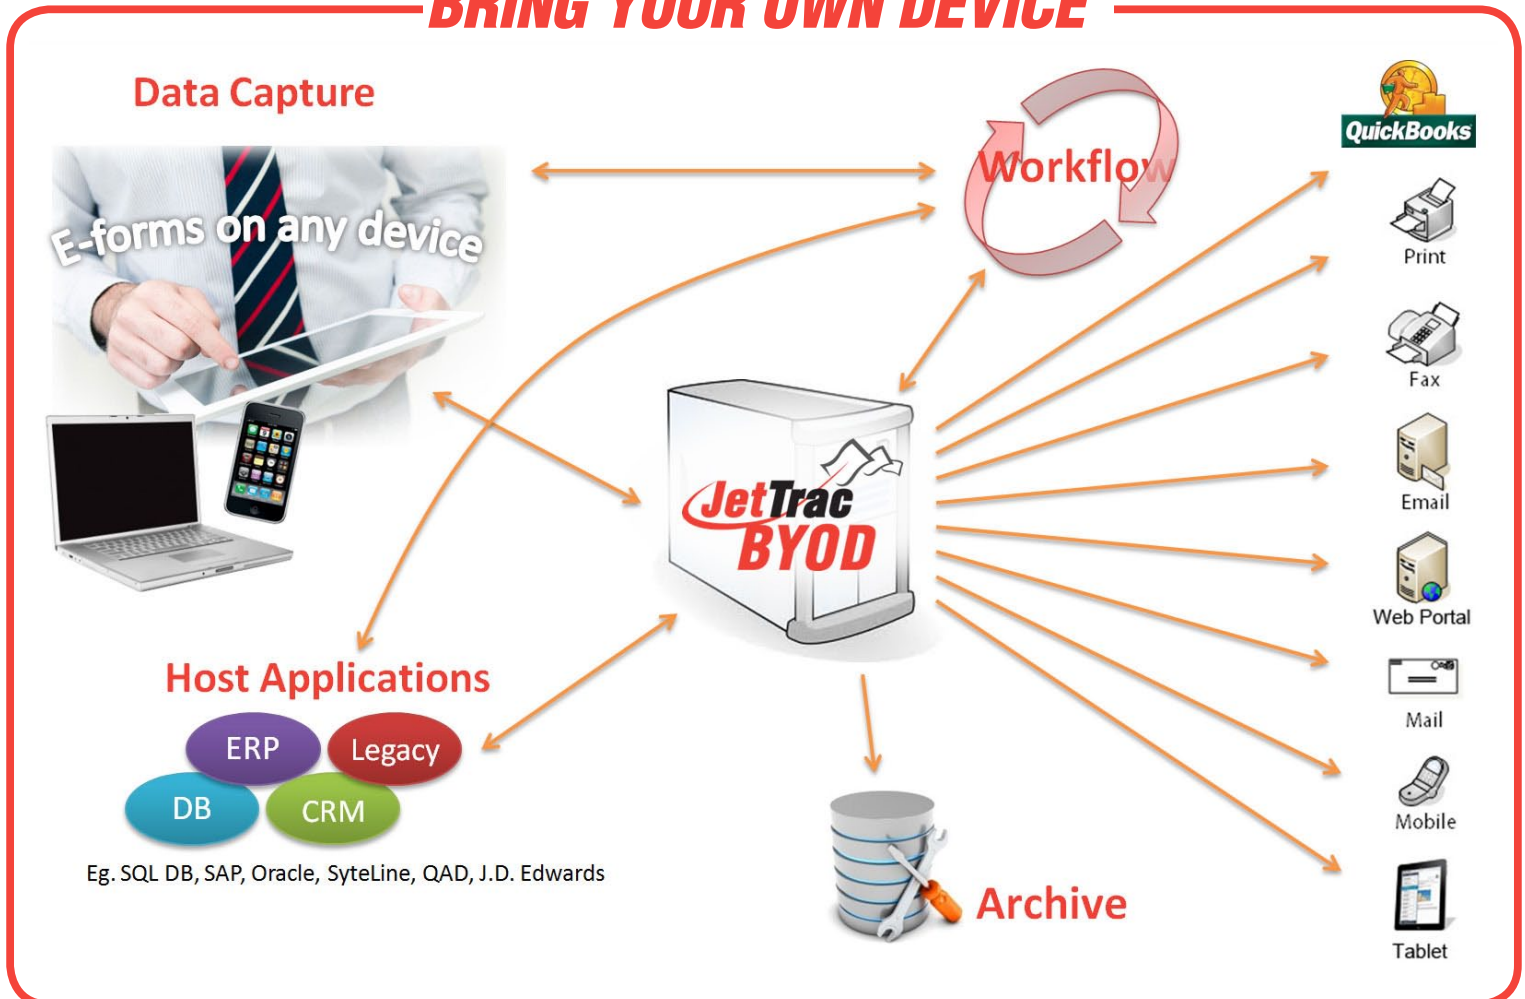 BRING YOUR OWN DEVICE
Data Capture
E-forms on any device
Workflow
QuickBooks
Print
Fax
Email
Web Portal
Mail
Mobile
Tablet
JetTrac
BYOD
Host Applications
ERP
Legacy
DB
CRM
Eg. SQL DB, SAP, Oracle, SyteLine, QAD, J.D. Edwards
Archive